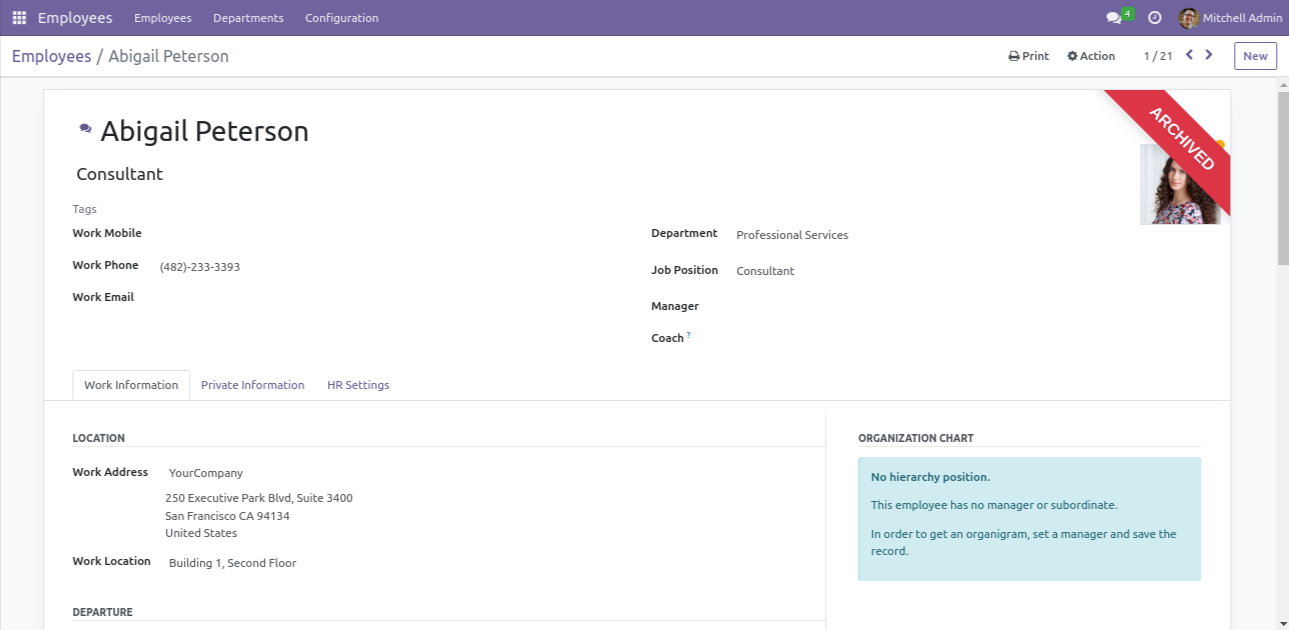 Employees Employees Departments Configuration 4 Mitchell Admin
Employees / Abigail Peterson Print Action 1 / 21 New
ARCHIVED
Abigail Peterson
Consultant
Tags
Work Mobile
Department Professional Services
Work Phone (482)-233-3393
Job Position Consultant
Work Email
Manager
Coach ?
Work Information Private Information HR Settings
LOCATION
Work Address YourCompany
250 Executive Park Blvd, Suite 3400
San Francisco CA 94134
United States
Work Location Building 1, Second Floor
DEPARTURE
ORGANIZATION CHART
No hierarchy position.
This employee has no manager or subordinate.
In order to get an organigram, set a manager and save the
record.